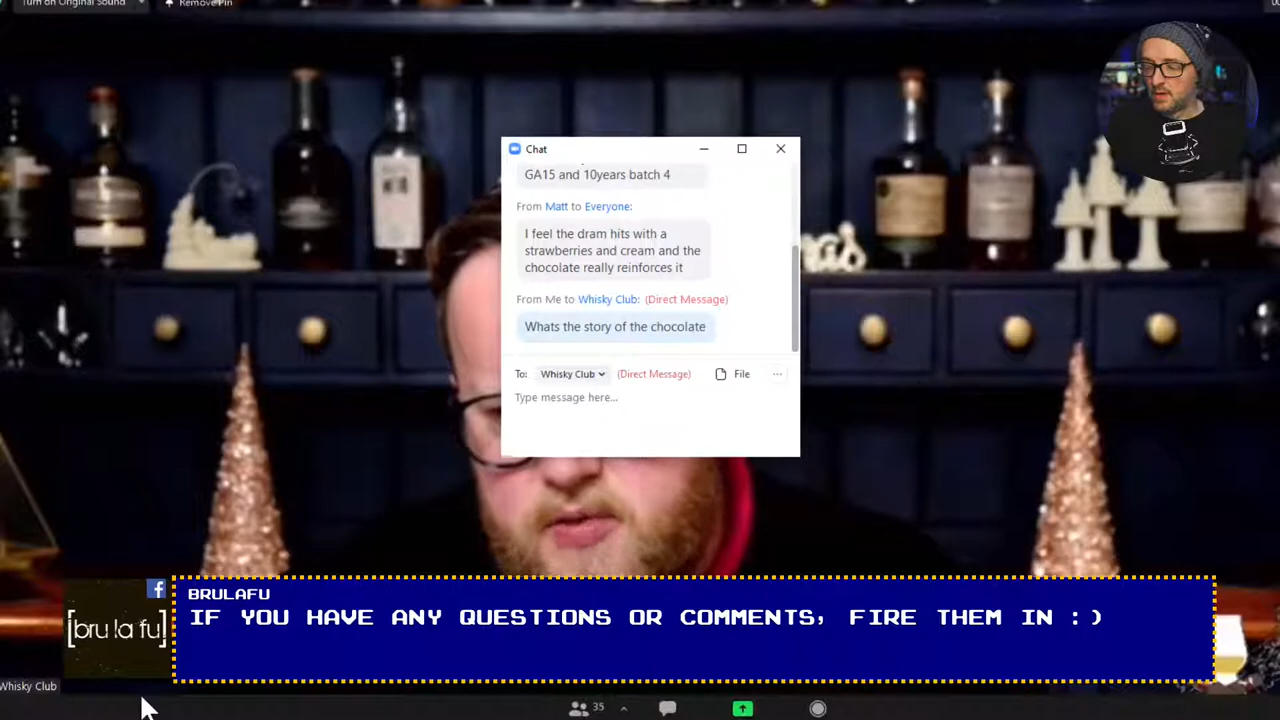 Turn on Original Sound
Remove Pin
Chat
GA15 and 10years batch 4
From Matt to Everyone:
I feel the dram hits with a
strawberries and cream and the
chocolate really reinforces it
From Me to Whisky Club: (Direct Message)
Whats the story of the chocolate
To: Whisky Club (Direct Message) File
Type message here...
BRULAFU
IF YOU HAVE ANY QUESTIONS OR COMMENTS, FIRE THEM IN :)
[bru la fu]
Whisky Club
35